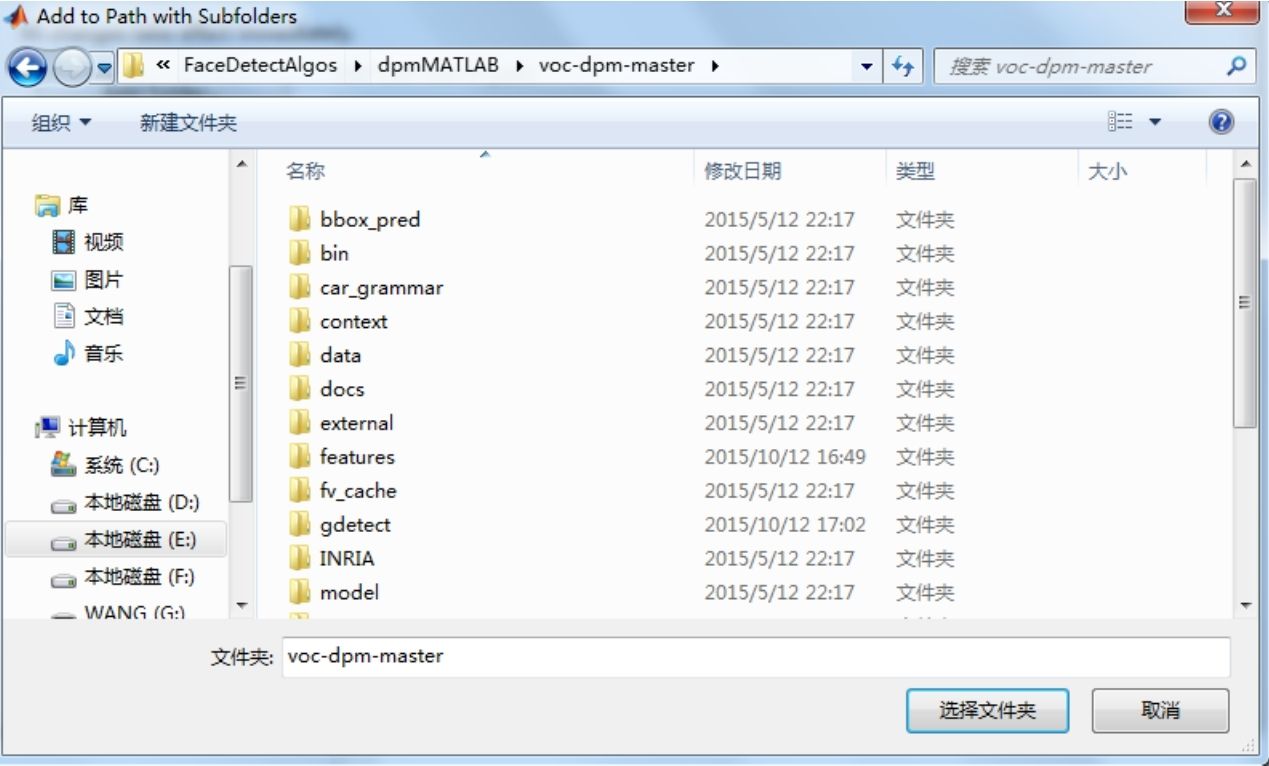 Add to Path with Subfolders
« FaceDetectAlgos ▸ dpmMATLAB ▸ voc-dpm-master ▸
搜索 voc-dpm-master
组织 新建文件夹
名称 修改日期 类型 大小
库
视频
图片
文档
音乐
计算机
系统 (C:)
本地磁盘 (D:)
本地磁盘 (E:)
本地磁盘 (F:)
WANG (G:)
bbox_pred 2015/5/12 22:17 文件夹
bin 2015/5/12 22:17 文件夹
car_grammar 2015/5/12 22:17 文件夹
context 2015/5/12 22:17 文件夹
data 2015/5/12 22:17 文件夹
docs 2015/5/12 22:17 文件夹
external 2015/5/12 22:17 文件夹
features 2015/10/12 16:49 文件夹
fv_cache 2015/5/12 22:17 文件夹
gdetect 2015/10/12 17:02 文件夹
INRIA 2015/5/12 22:17 文件夹
model 2015/5/12 22:17 文件夹
文件夹: voc-dpm-master
选择文件夹 取消